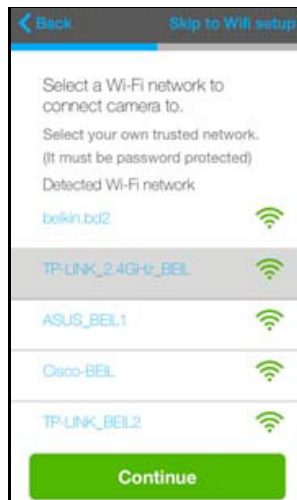 Back Skip to Wifi setup
Select a Wi-Fi network to
connect camera to.
Select your own trusted network.
(It must be password protected)
Detected Wi-Fi network
belkin.bd2
TP-LINK_2.4GHz_BEIL
ASUS_BEIL1
Cisco-BEIL
TP-LINK_BEIL2
Continue